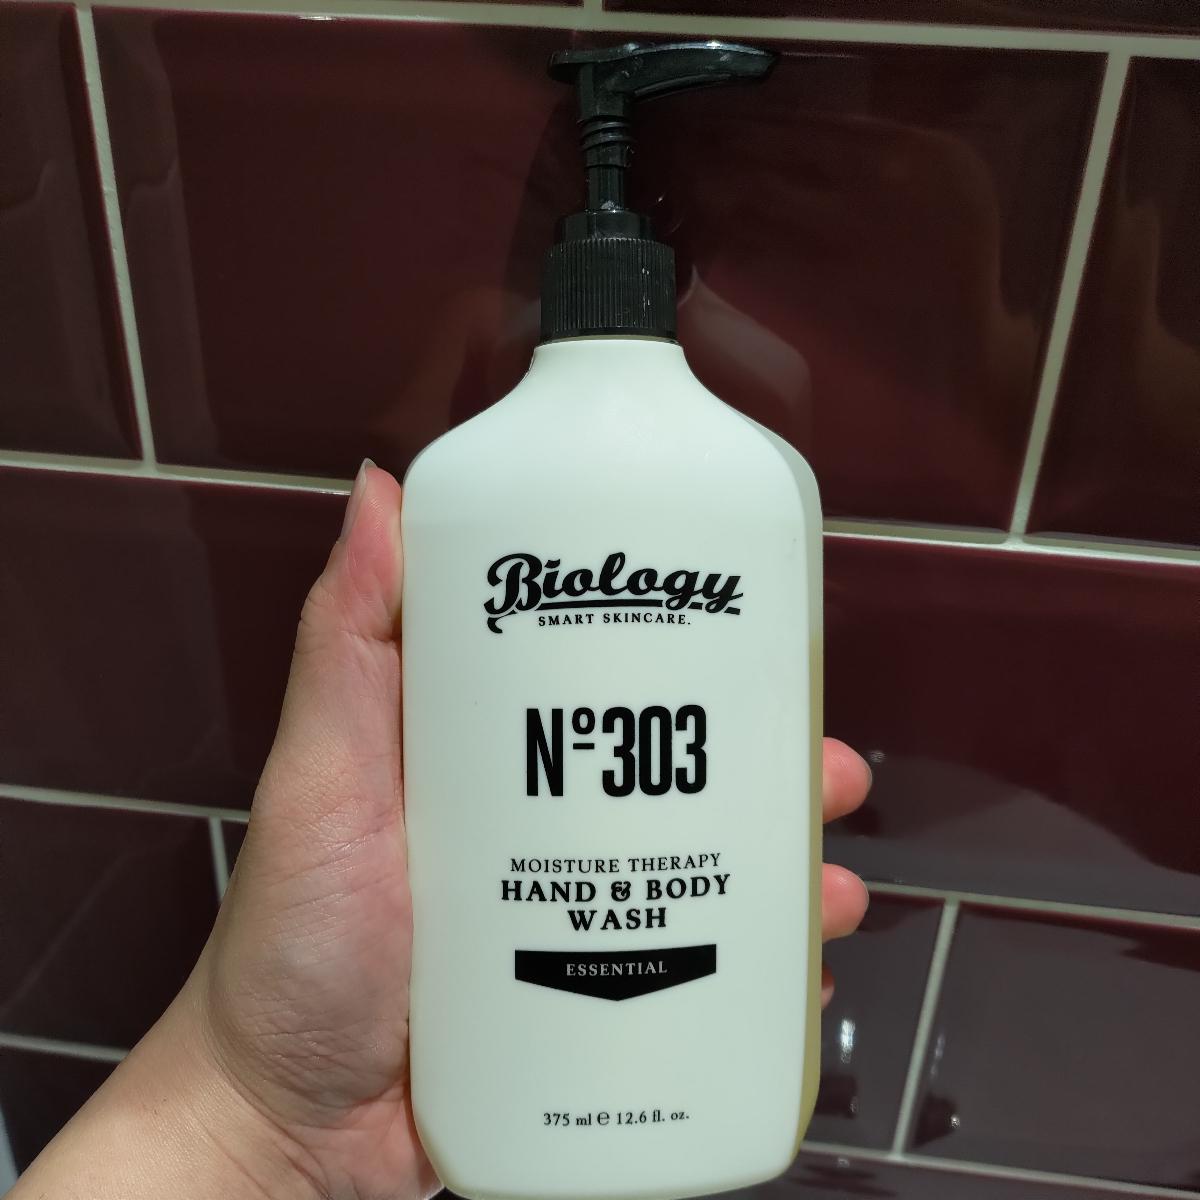 Biology
SMART SKINCARE.
Nº303
MOISTURE THERAPY
HAND & BODY
WASH
ESSENTIAL
375 ml ℮ 12.6 fl. oz.